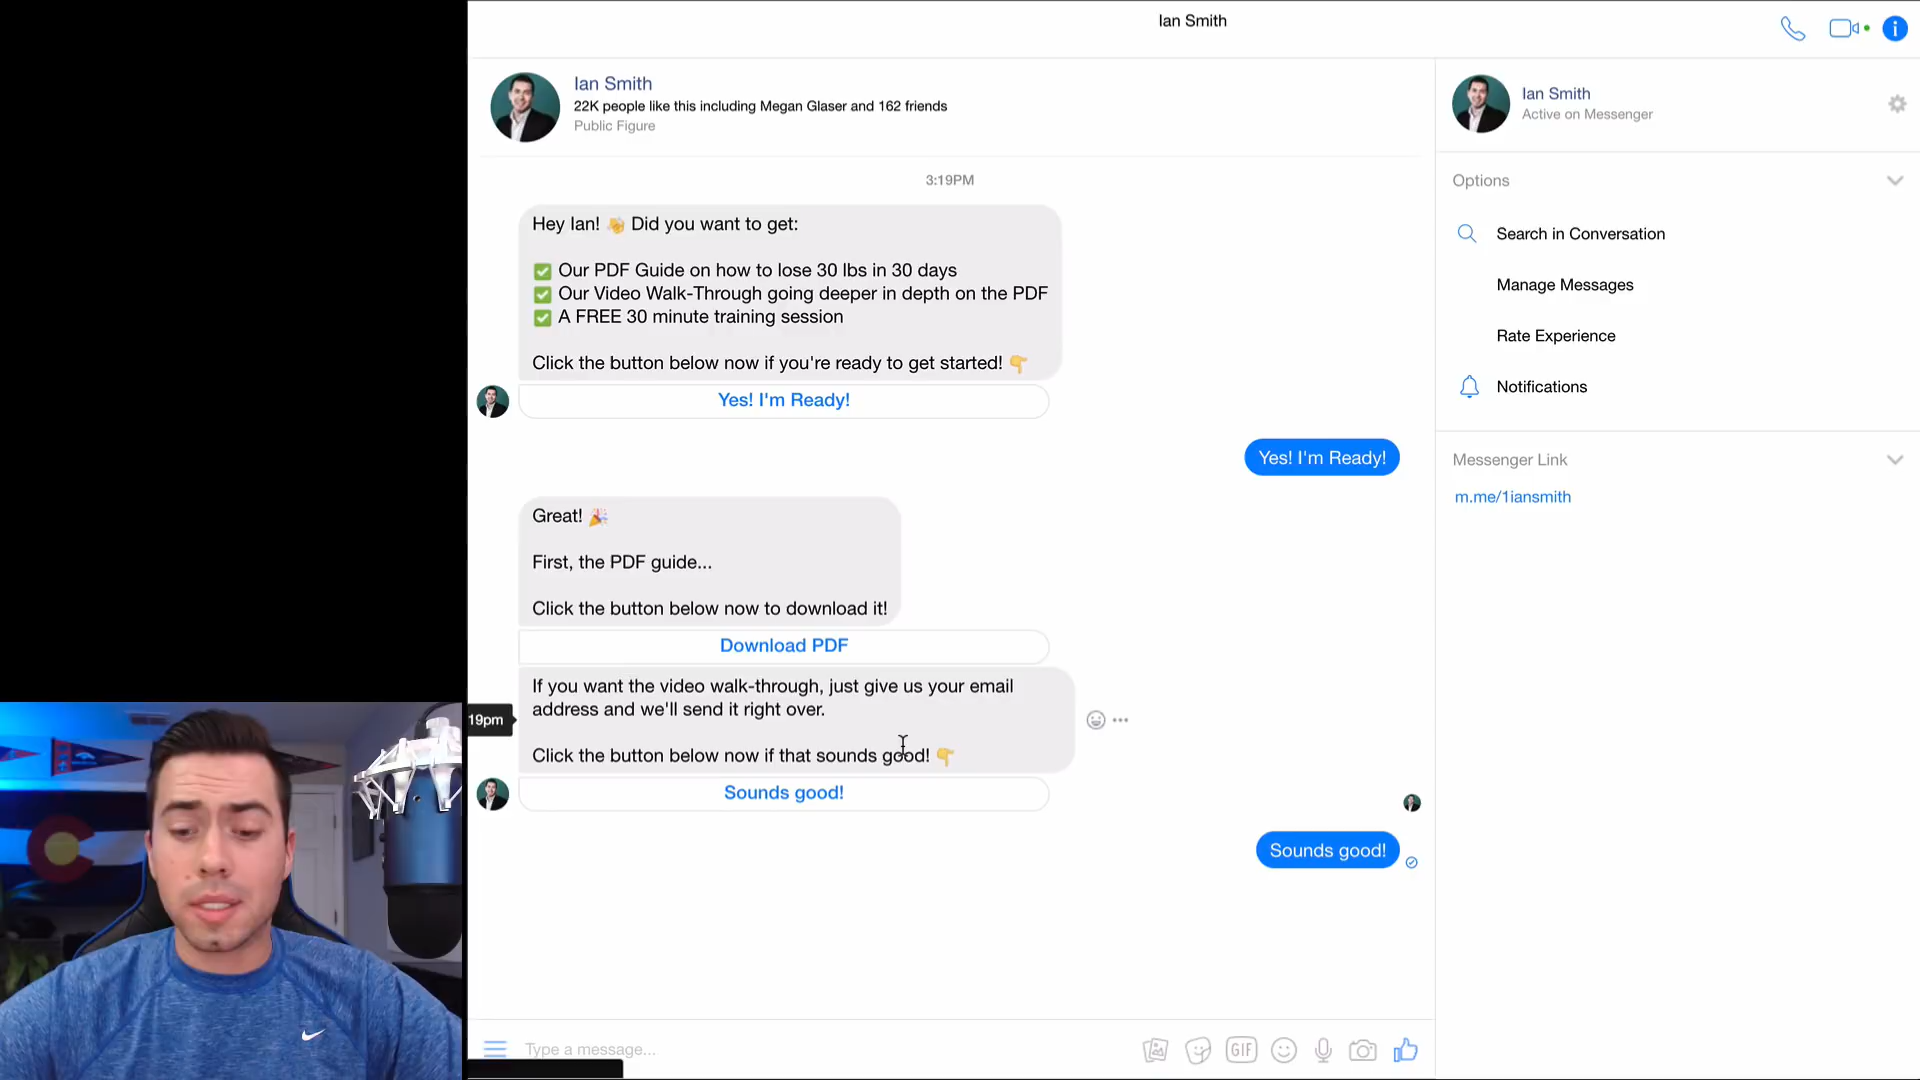 Ian Smith
Ian Smith
22K people like this including Megan Glaser and 162 friends
Public Figure
3:19PM
Hey Ian! 👋 Did you want to get:
✅ Our PDF Guide on how to lose 30 lbs in 30 days
✅ Our Video Walk-Through going deeper in depth on the PDF
✅ A FREE 30 minute training session
Click the button below now if you're ready to get started! 👇
Yes! I'm Ready!
Yes! I'm Ready!
Great! 🎉
First, the PDF guide...
Click the button below now to download it!
Download PDF
If you want the video walk-through, just give us your email
address and we'll send it right over.
19pm
Click the button below now if that sounds good! 👇
Sounds good!
Sounds good!
Type a message...
GIF
Ian Smith
Active on Messenger
Options
Search in Conversation
Manage Messages
Rate Experience
Notifications
Messenger Link
m.me/1iansmith